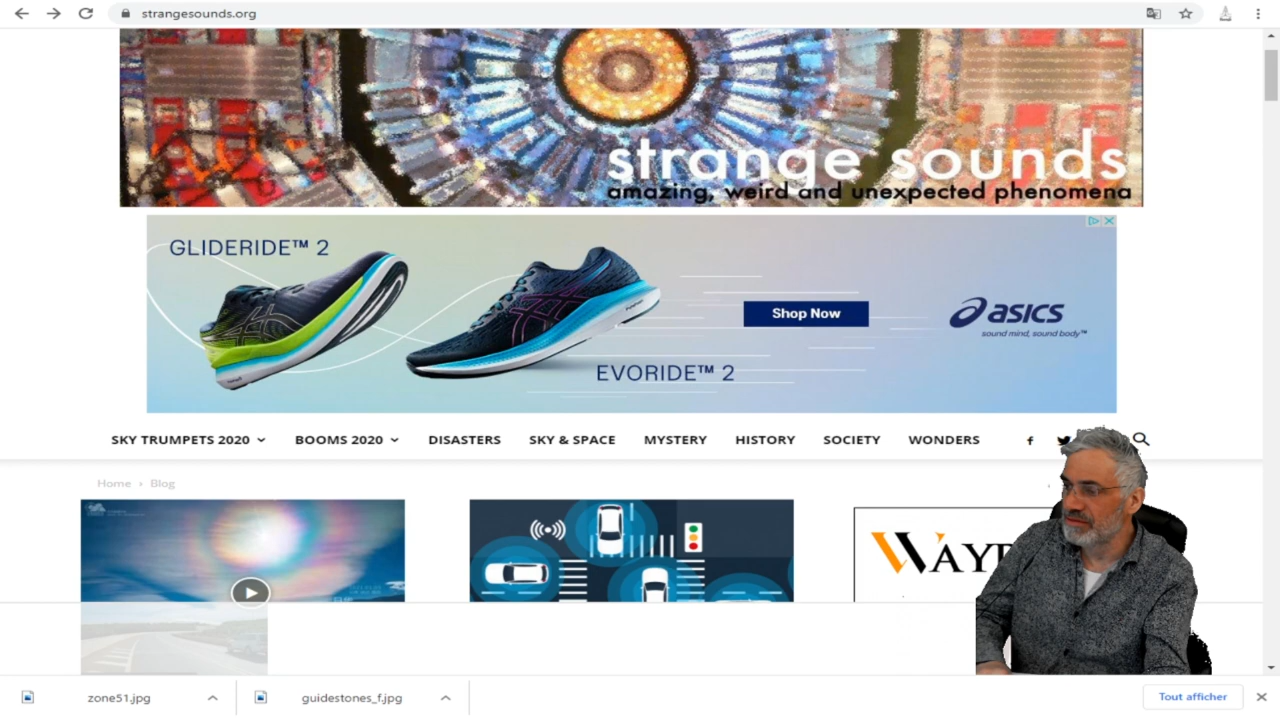 strangesounds.org
strange sounds
amazing, weird and unexpected phenomena
GLIDERIDE™ 2
Shop Now
asics
sound mind, sound body™
EVORIDE™ 2
SKY TRUMPETS 2020 BOOMS 2020 DISASTERS SKY & SPACE MYSTERY HISTORY SOCIETY WONDERS
Home › Blog
zone51.jpg guidestones_f.jpg Tout afficher